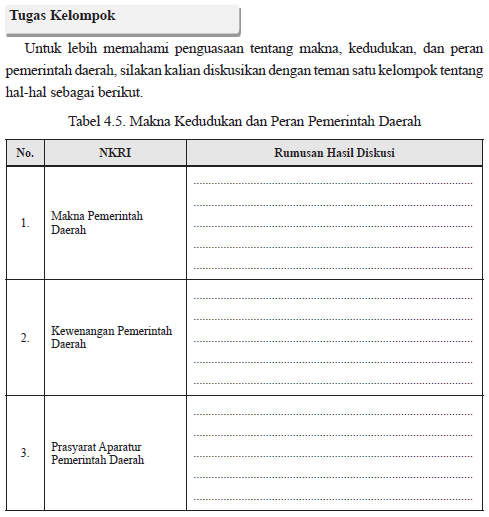 Tugas Kelompok
Untuk lebih memahami penguasaan tentang makna, kedudukan, dan peran
pemerintah daerah, silakan kalian diskusikan dengan teman satu kelompok tentang
hal-hal sebagai berikut.
Tabel 4.5. Makna Kedudukan dan Peran Pemerintah Daerah
No. NKRI Rumusan Hasil Diskusi
1. Makna Pemerintah
Daerah
2. Kewenangan Pemerintah
Daerah
3. Prasyarat Aparatur
Pemerintah Daerah